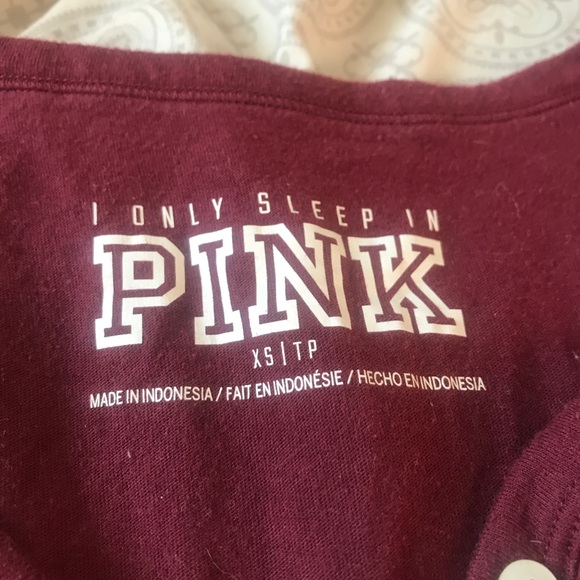 I ONLY SLEEP IN
PINK
XS | TP
MADE IN INDONESIA / FAIT EN INDONÉSIE / HECHO EN INDONESIA